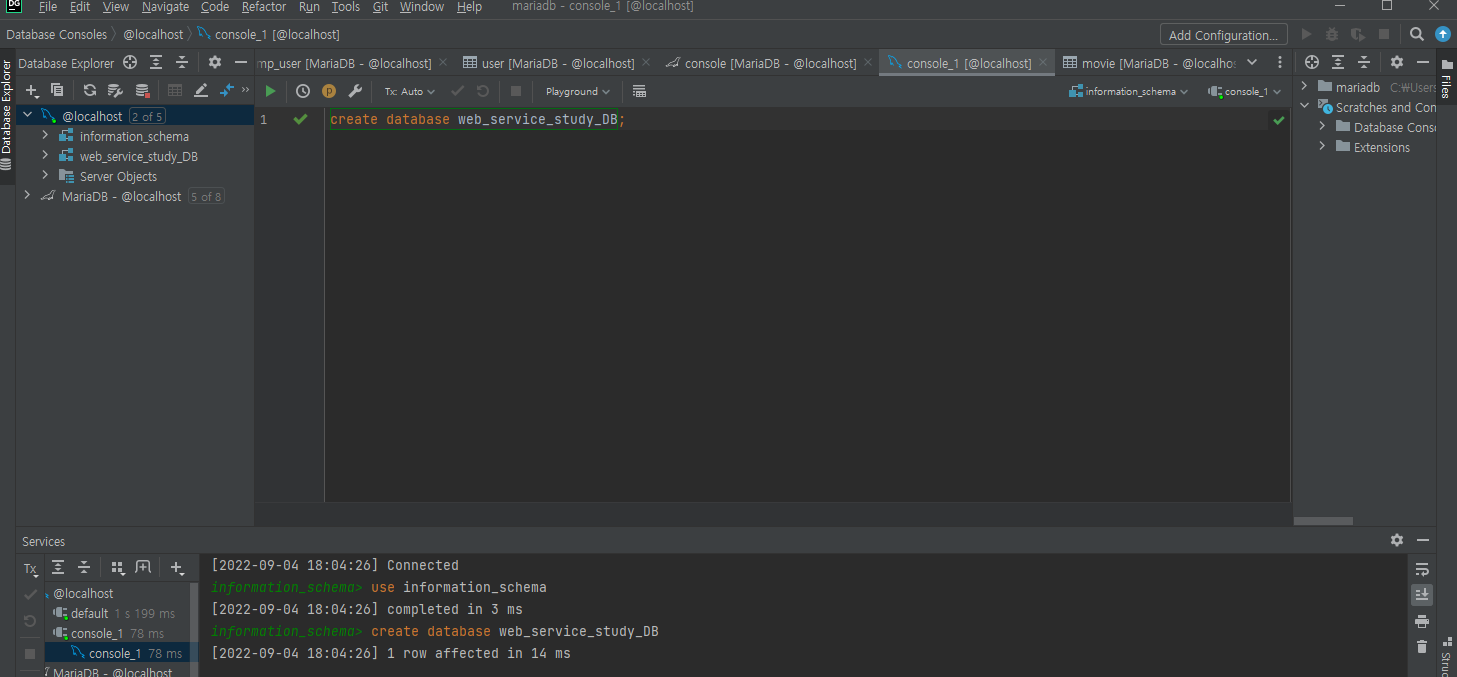 DG File Edit View Navigate Code Refactor Run Tools Git Window Help mariadb - console_1 [@localhost]
Database Consoles @localhost console_1 [@localhost] Add Configuration...
Database Explorer
mp_user [MariaDB - @localhost] user [MariaDB - @localhost] console [MariaDB - @localhost] console_1 [@localhost] movie [MariaDB - @localho
Tx: Auto Playground information_schema console_1
Database Explorer
@localhost 2 of 5
information_schema
web_service_study_DB
Server Objects
MariaDB - @localhost 5 of 8
1 create database web_service_study_DB;
mariadb C:￦Users
Scratches and Con
Database Conso
Extensions
Files
Services
Tx
@localhost
default 1 s 199 ms
console_1 78 ms
console_1 78 ms
MariaDB - @localhost
[2022-09-04 18:04:26] Connected
information_schema> use information_schema
[2022-09-04 18:04:26] completed in 3 ms
information_schema> create database web_service_study_DB
[2022-09-04 18:04:26] 1 row affected in 14 ms
Struc